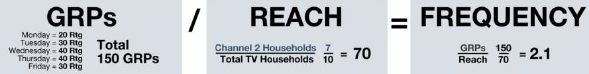 GRPs / REACH = FREQUENCY
Monday = 20 Rtg
Tuesday = 30 Rtg
Wednesday = 40 Rtg
Thursday = 40 Rtg
Friday = 30 Rtg
Total
150 GRPs
Channel 2 Households 7
Total TV Households 10
= 70
GRPs 150
Reach 70
= 2.1